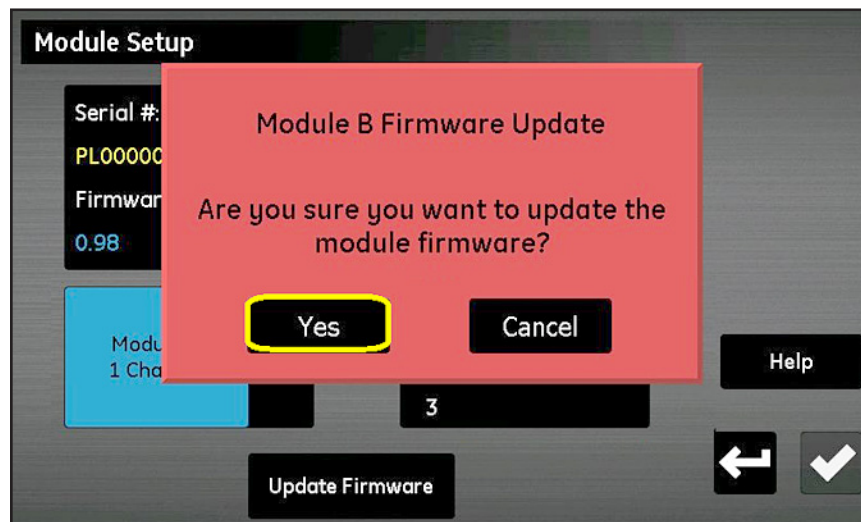 Module Setup
Serial #:
PL00000
Module B Firmware Update
Firmwar
Are you sure you want to update the
module firmware?
0.98
Yes
Cancel
Modu
1 Cha
Help
3
Update Firmware